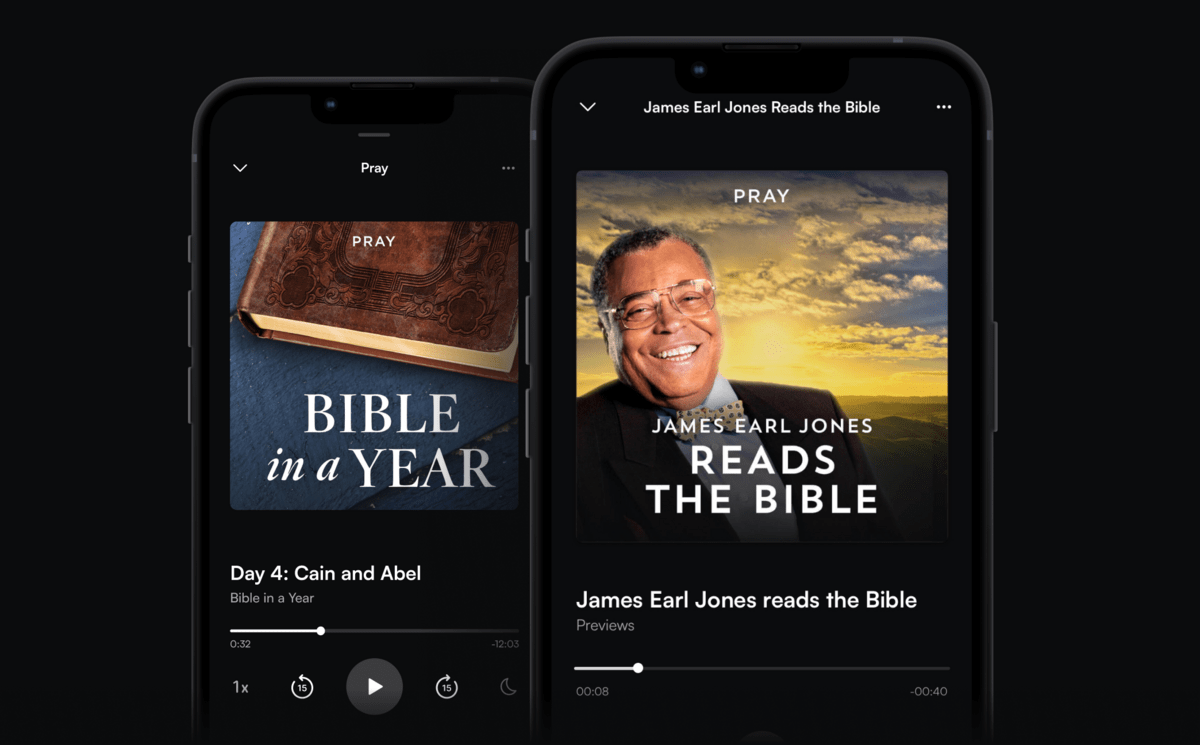 Pray
PRAY
BIBLE
in a YEAR
Day 4: Cain and Abel
Bible in a Year
0:32 -12:03
1x 15 15
James Earl Jones Reads the Bible
PRAY
JAMES EARL JONES
READS
THE BIBLE
James Earl Jones reads the Bible
Previews
00:08 -00:40